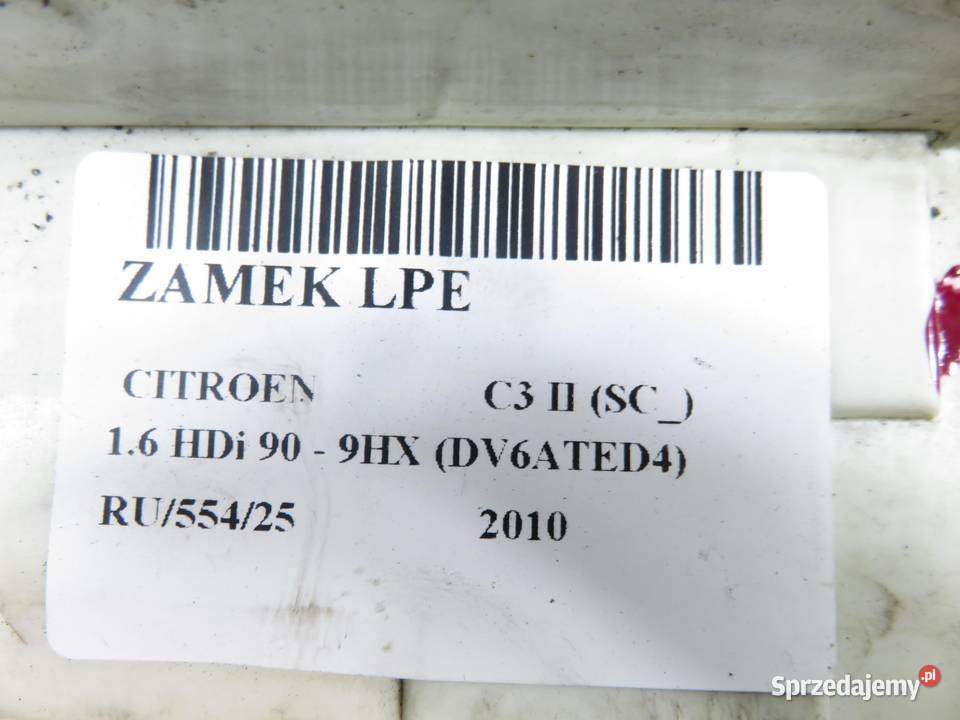 ZAMEK LPE
CITROEN C3 II (SC_)
1.6 HDi 90 - 9HX (DV6ATED4)
RU/554/25 2010
Sprzedajemy.pl